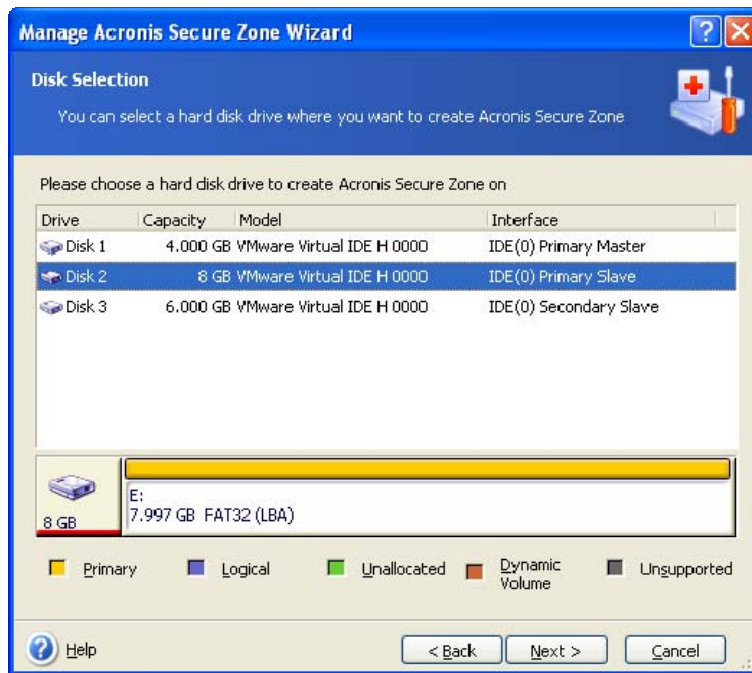 Manage Acronis Secure Zone Wizard
Disk Selection
You can select a hard disk drive where you want to create Acronis Secure Zone
Please choose a hard disk drive to create Acronis Secure Zone on
Drive Capacity Model Interface
Disk 1 4.000 GB VMware Virtual IDE H 0000 IDE(0) Primary Master
Disk 2 8 GB VMware Virtual IDE H 0000 IDE(0) Primary Slave
Disk 3 6.000 GB VMware Virtual IDE H 0000 IDE(0) Secondary Slave
8 GB
E:
7.997 GB FAT32 (LBA)
Primary Logical Unallocated Dynamic Volume Unsupported
Help < Back Next > Cancel